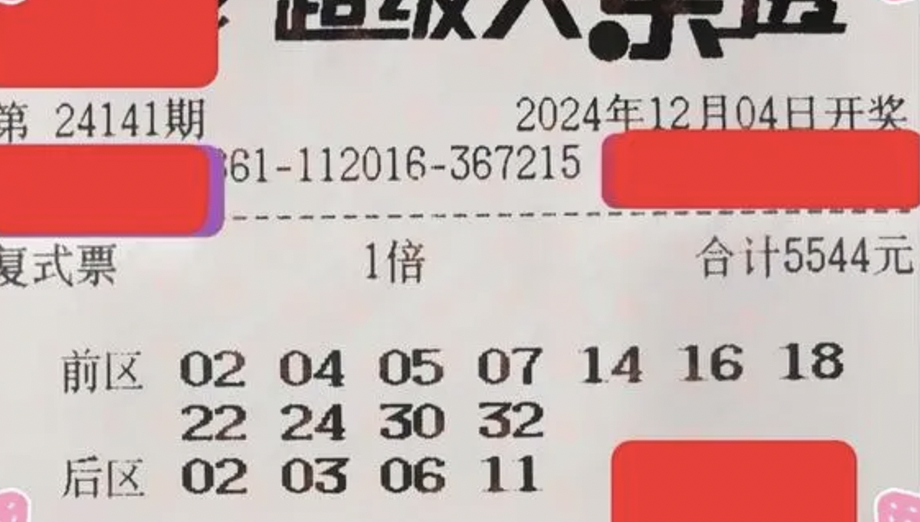 超级大乐透
第 24141期 2024年12月04日开奖
61-112016-367215
复式票 1倍 合计5544元
前区 02 04 05 07 14 16 18
22 24 30 32
后区 02 03 06 11